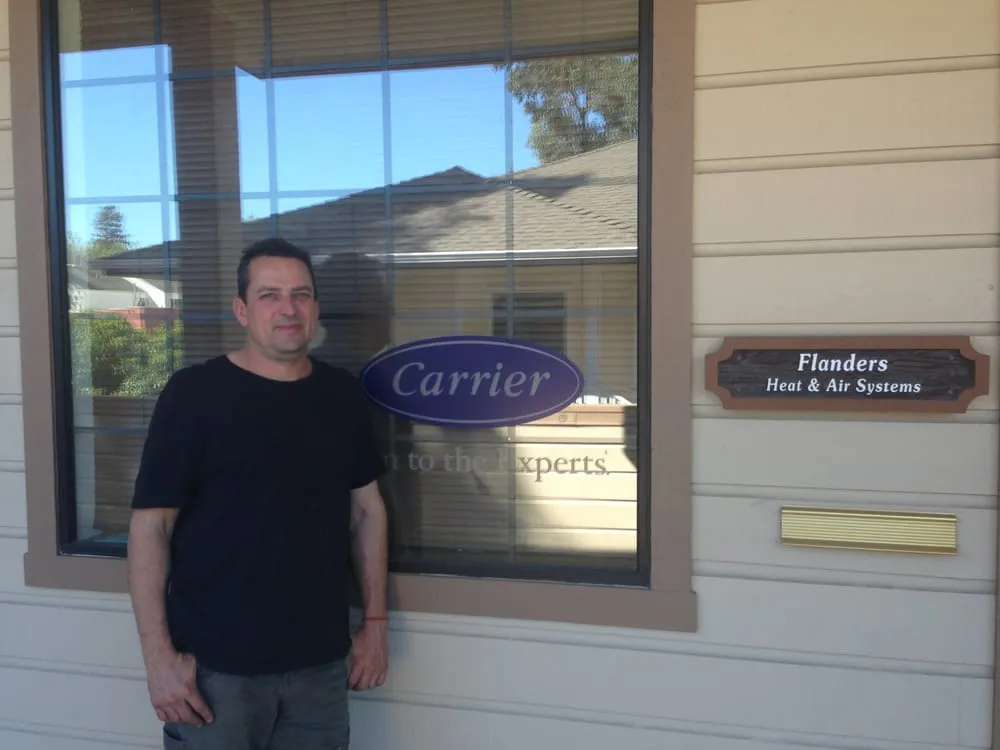 Carrier
to the Experts.
Flanders
Heat & Air Systems